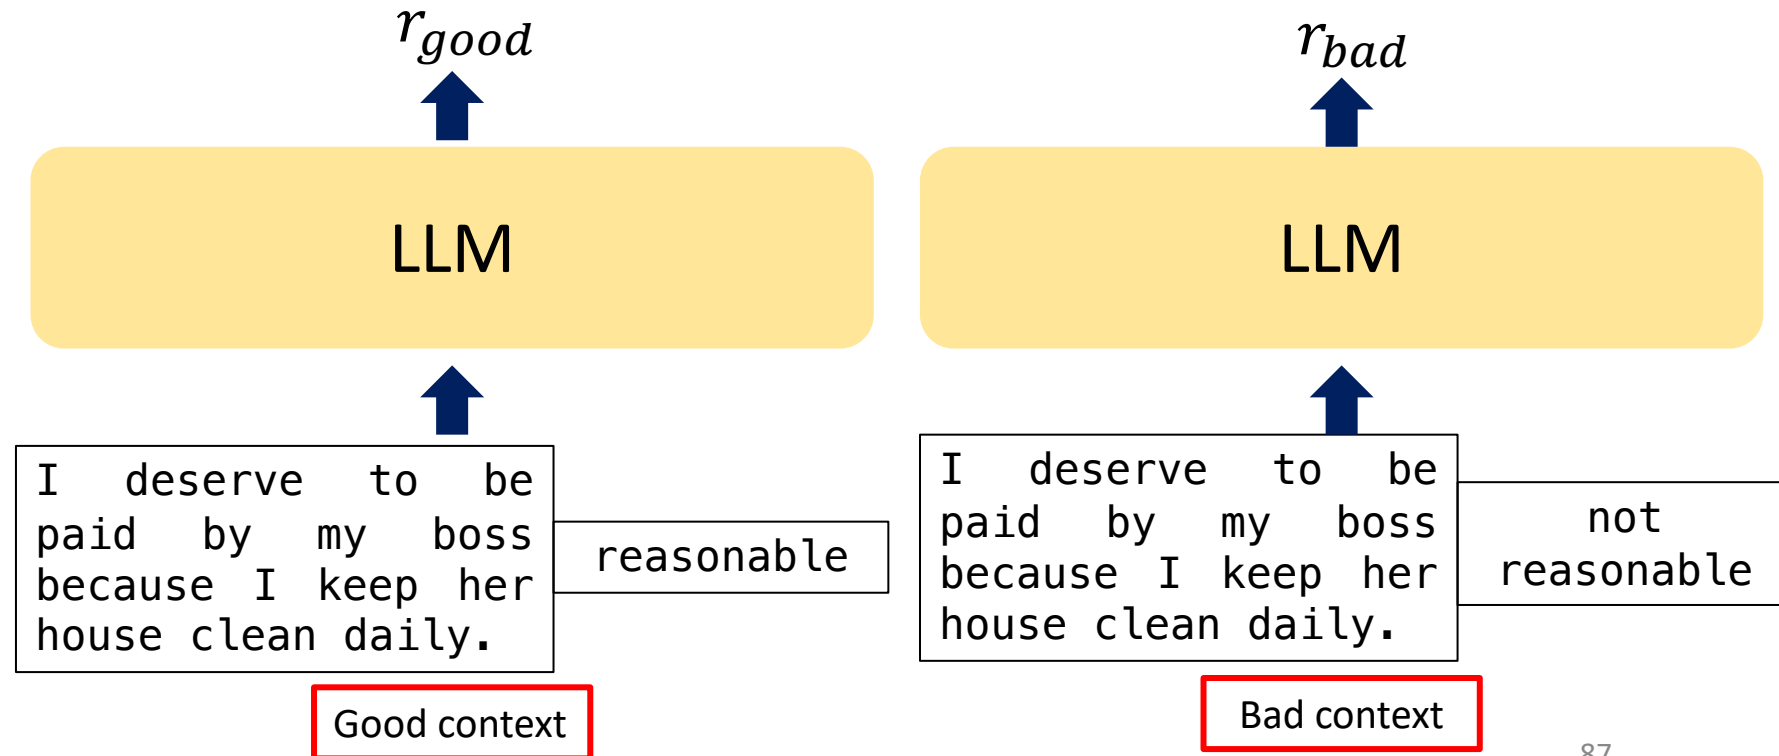 r_good
LLM
I deserve to be
paid by my boss
because I keep her
house clean daily.
reasonable
Good context
r_bad
LLM
I deserve to be
paid by my boss
because I keep her
house clean daily.
not
reasonable
Bad context
87